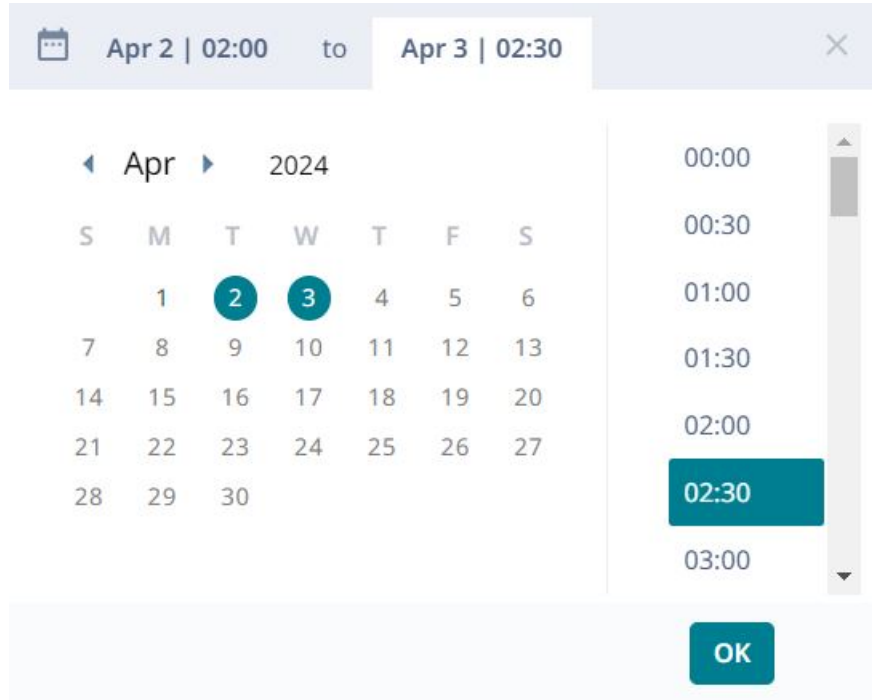 Apr 2 | 02:00 to Apr 3 | 02:30
Apr 2024
S M T W T F S
1 2 3 4 5 6
7 8 9 10 11 12 13
14 15 16 17 18 19 20
21 22 23 24 25 26 27
28 29 30
00:00
00:30
01:00
01:30
02:00
02:30
03:00
OK